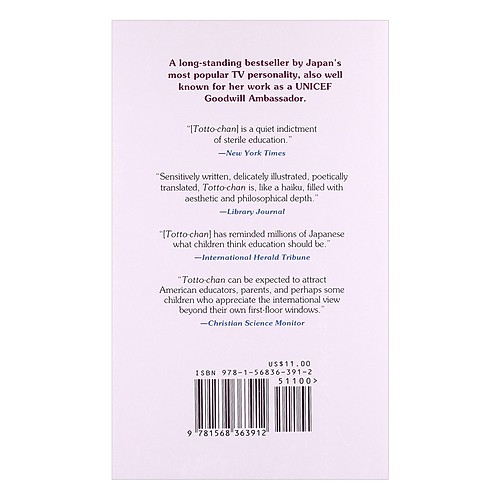 A long-standing bestseller by Japan's
most popular TV personality, also well
known for her work as a UNICEF
Goodwill Ambassador.
"[Totto-chan] is a quiet indictment
of sterile education."
—New York Times
"Sensitively written, delicately illustrated, poetically
translated, Totto-chan is, like a haiku, filled with
aesthetic and philosophical depth."
—Library Journal
"[Totto-chan] has reminded millions of Japanese
what children think education should be."
—International Herald Tribune
"Totto-chan can be expected to attract
American educators, parents, and perhaps some
children who appreciate the international view
beyond their own first-floor windows."
—Christian Science Monitor
US$11.00
ISBN 978-1-56836-391-2
51100>
9 781568 363912